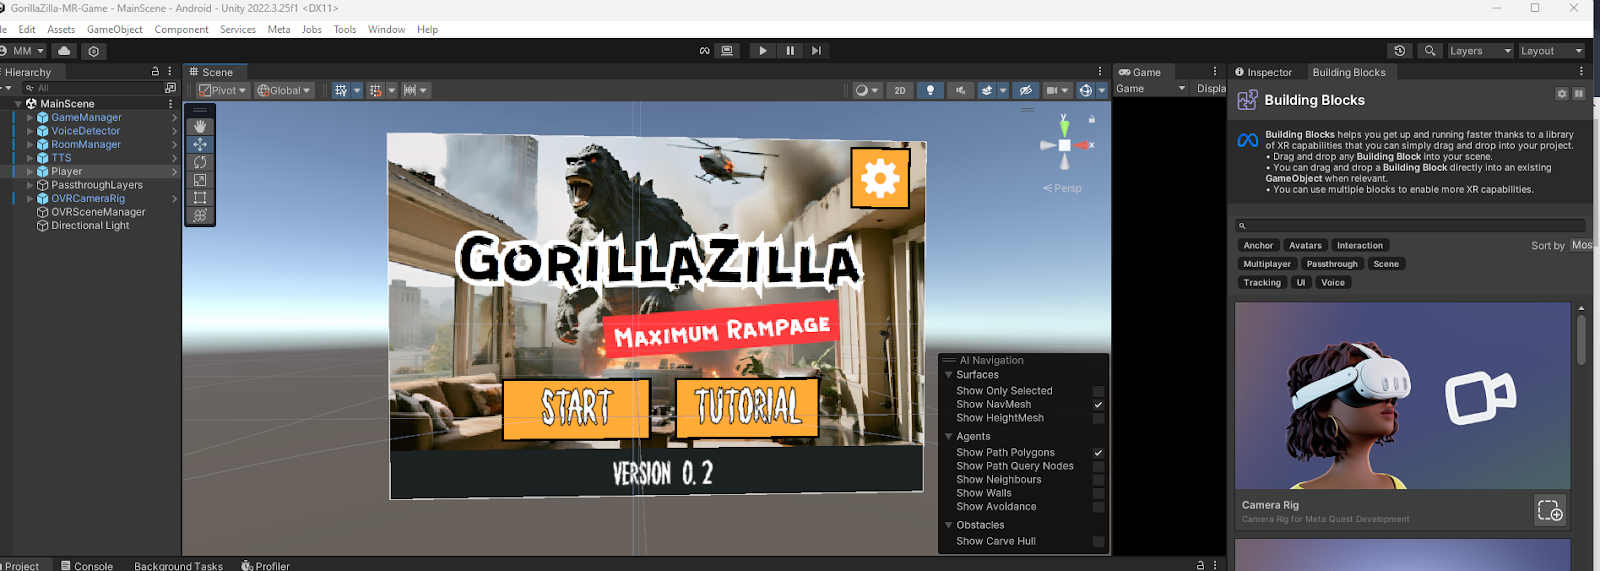 GorillaZilla-MR-Game - MainScene - Android - Unity 2022.3.25f1 <DX11>
Edit Assets GameObject Component Services Meta Jobs Tools Window Help
MM Layers Layout
Hierarchy
All
MainScene
GameManager
VoiceDetector
RoomManager
TTS
Player
PassthroughLayers
OVRCameraRig
OVRSceneManager
Directional Light
Scene
Pivot Global 2D
y
x
Persp
GORILLAZILLA
MAXIMUM RAMPAGE
START TUTORIAL
VERSION 0.2
AI Navigation
Surfaces
Show Only Selected
Show NavMesh
Show HeightMesh
Agents
Show Path Polygons
Show Path Query Nodes
Show Neighbours
Show Walls
Show Avoidance
Obstacles
Show Carve Hull
Game
Game Displa
Inspector Building Blocks
Building Blocks
Building Blocks helps you get up and running faster thanks to a library
of XR capabilities that you can simply drag and drop into your project.
• Drag and drop any Building Block into your scene.
• You can drag and drop a Building Block directly into an existing
GameObject when relevant.
• You can use multiple blocks to enable more XR capabilities.
Anchor Avatars Interaction Sort by Mos
Multiplayer Passthrough Scene
Tracking UI Voice
Camera Rig
Camera Rig for Meta Quest Development
Project Console Background Tasks Profiler